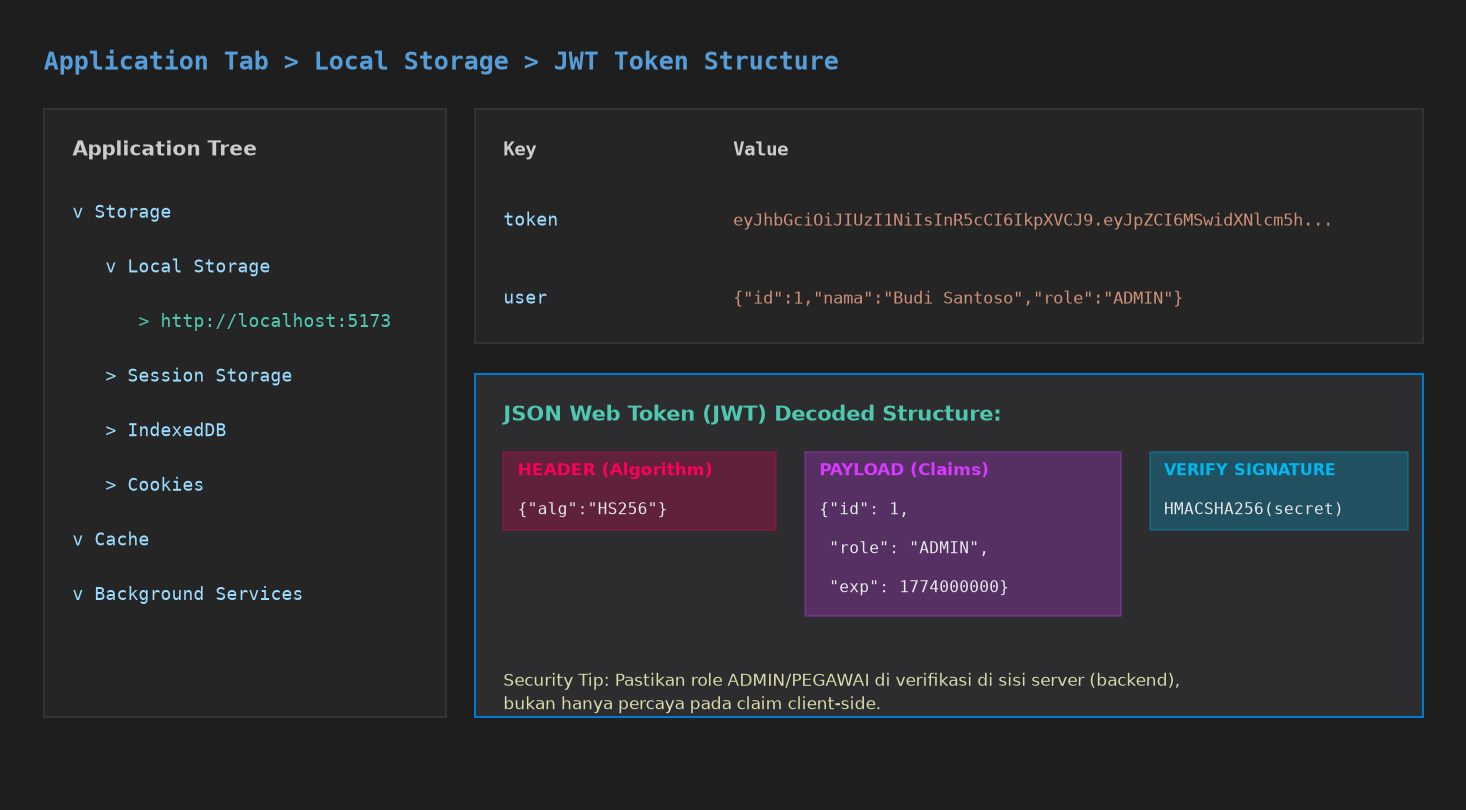 Application Tab > Local Storage > JWT Token Structure
Application Tree
v Storage
v Local Storage
> http://localhost:5173
> Session Storage
> IndexedDB
> Cookies
v Cache
v Background Services
Key Value
token eyJhbGciOiJIUzI1NiIsInR5cCI6IkpXVCJ9.eyJpZCI6MSwidXNlcm5h...
user {"id":1,"nama":"Budi Santoso","role":"ADMIN"}
JSON Web Token (JWT) Decoded Structure:
HEADER (Algorithm)
{"alg":"HS256"}
PAYLOAD (Claims)
{"id": 1,
"role": "ADMIN",
"exp": 1774000000}
VERIFY SIGNATURE
HMACSHA256(secret)
Security Tip: Pastikan role ADMIN/PEGAWAI di verifikasi di sisi server (backend),
bukan hanya percaya pada claim client-side.